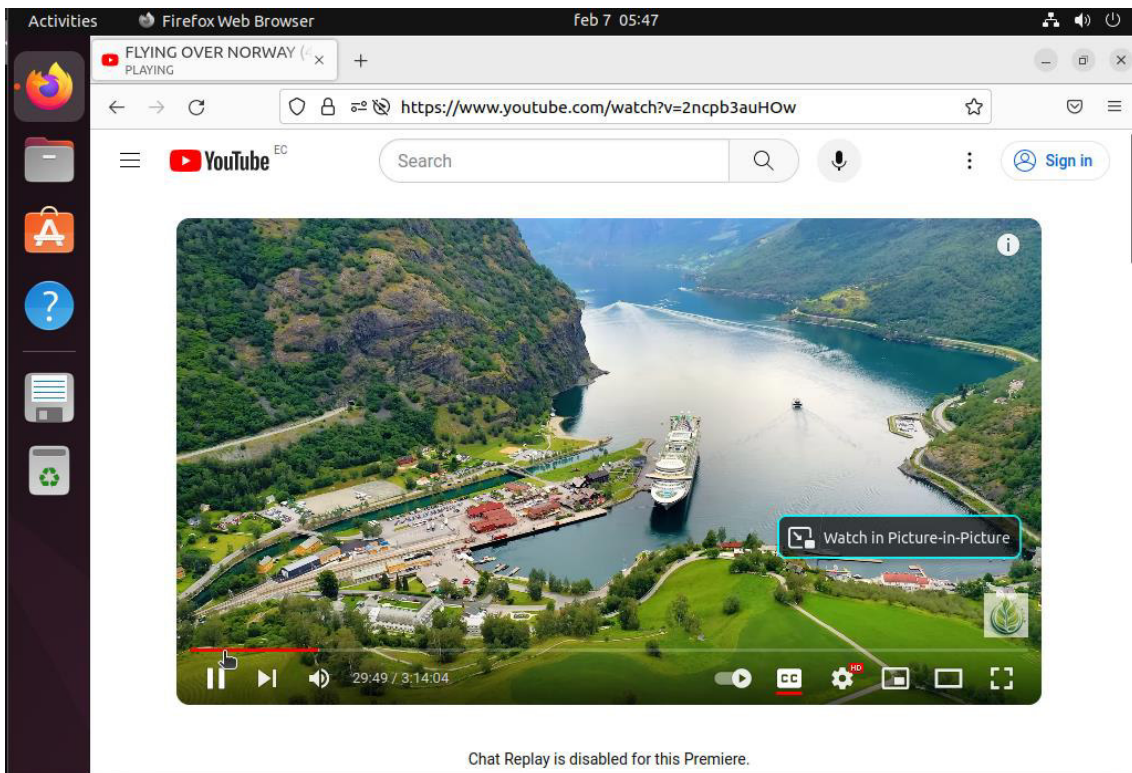 Activities Firefox Web Browser feb 7 05:47
FLYING OVER NORWAY (4
PLAYING
https://www.youtube.com/watch?v=2ncpb3auHOw
YouTube EC Search Sign in
Watch in Picture-in-Picture
29:49 / 3:14:04 CC HD
Chat Replay is disabled for this Premiere.